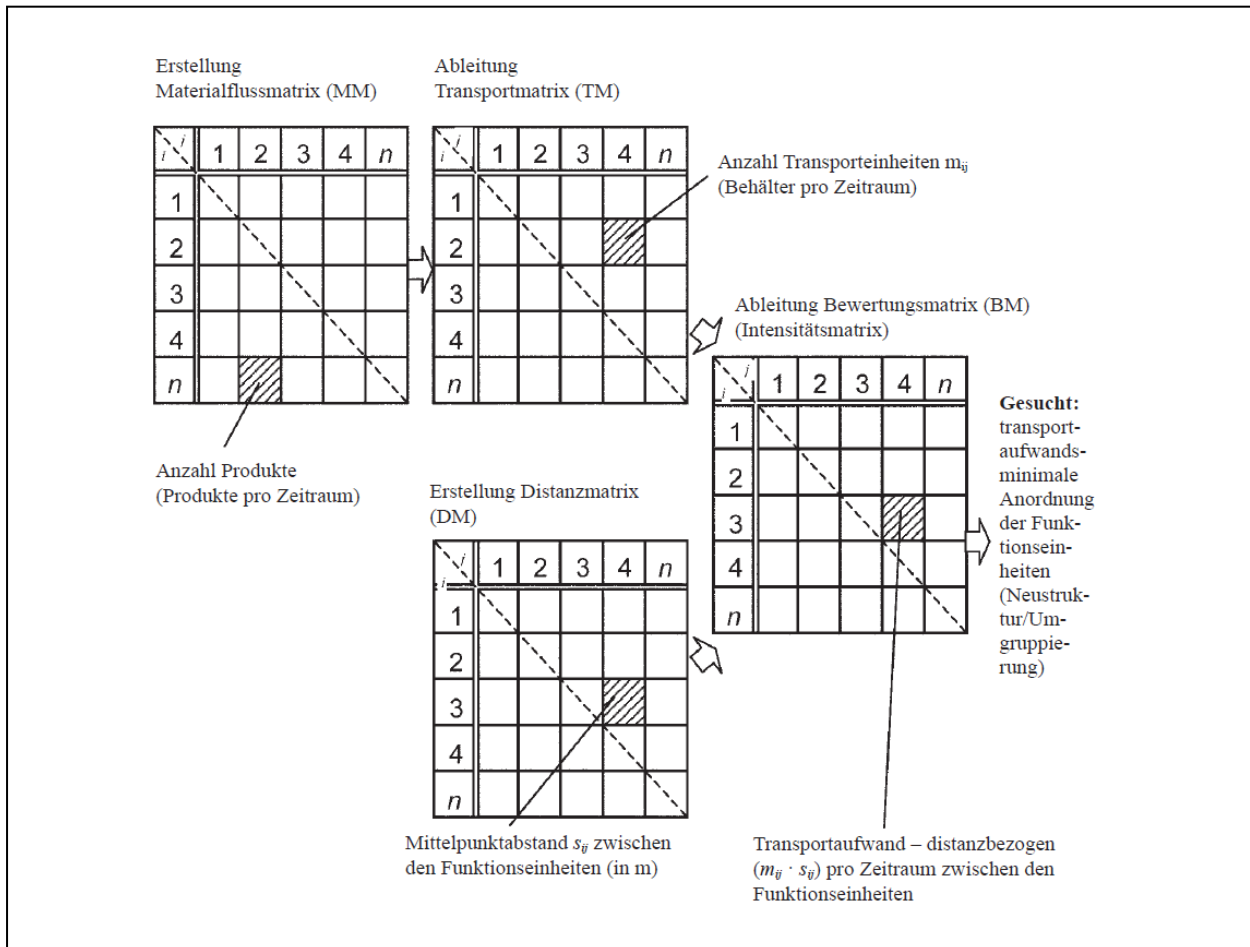 Erstellung
Materialflussmatrix (MM)
j
i
1 2 3 4 n
1
2
3
4
n
Anzahl Produkte
(Produkte pro Zeitraum)
Ableitung
Transportmatrix (TM)
j
i
1 2 3 4 n
1
2
3
4
n
Anzahl Transporteinheiten mij
(Behälter pro Zeitraum)
Erstellung Distanzmatrix
(DM)
j
i
1 2 3 4 n
1
2
3
4
n
Mittelpunktabstand sij zwischen
den Funktionseinheiten (in m)
Ableitung Bewertungsmatrix (BM)
(Intensitätsmatrix)
j
i
1 2 3 4 n
1
2
3
4
n
Transportaufwand – distanzbezogen
(mij · sij) pro Zeitraum zwischen den
Funktionseinheiten
Gesucht:
transport-
aufwands-
minimale
Anordnung
der Funk-
tionsein-
heiten
(Neustruk-
tur/Um-
gruppie-
rung)